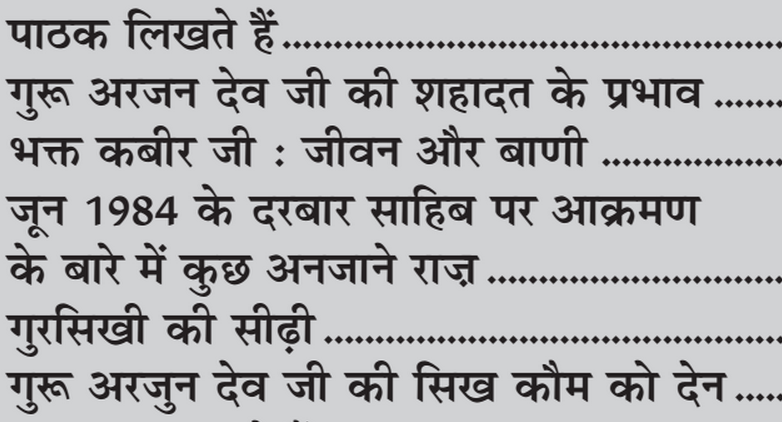 पाठक लिखते हैं................................................
गुरू अरजन देव जी की शहादत के प्रभाव .......
भक्त कबीर जी : जीवन और बाणी ..................
जून 1984 के दरबार साहिब पर आक्रमण
के बारे में कुछ अनजाने राज़ .............................
गुरसिखी की सीढ़ी .............................................
गुरू अरजुन देव जी की सिख कौम को देन .....